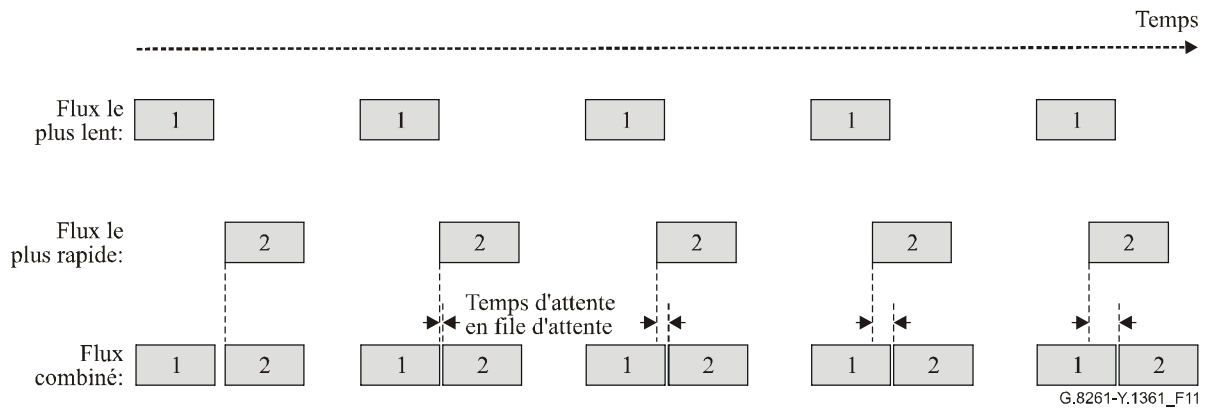 Temps
Flux le
plus lent:
1 1 1 1 1
Flux le
plus rapide:
2 2 2 2 2
Temps d'attente
en file d'attente
Flux
combiné:
1 2 1 2 1 2 1 2 1 2
G.8261-Y.1361_F11